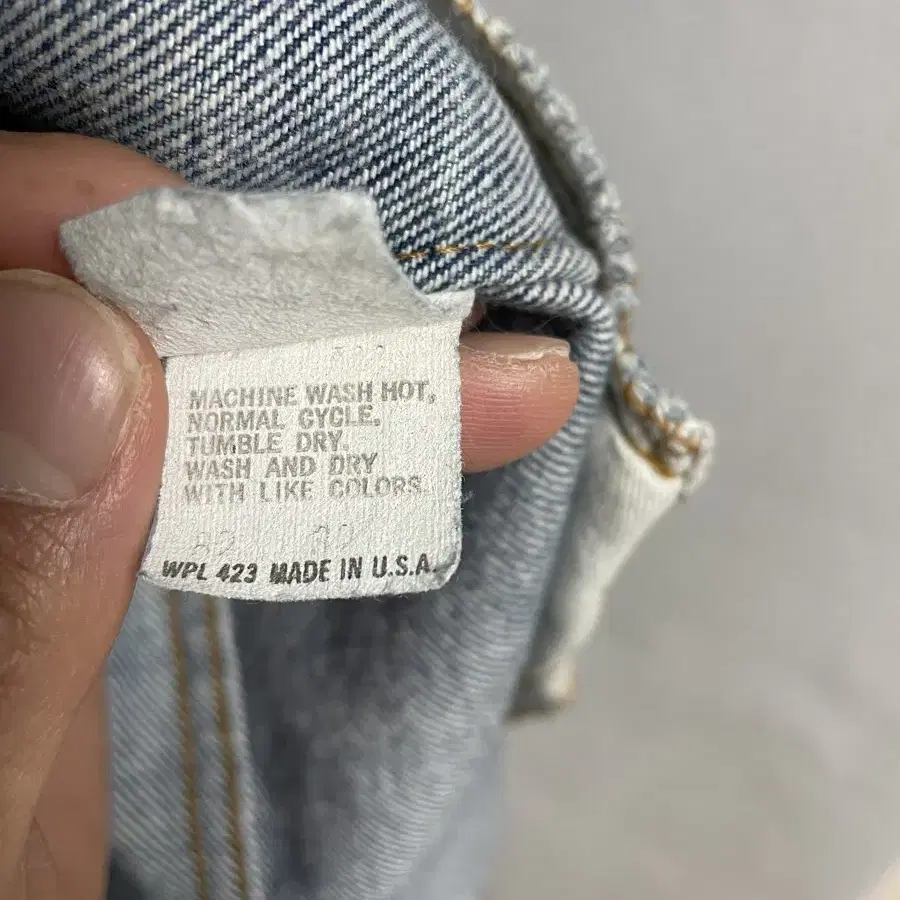 MACHINE WASH HOT,
NORMAL CYCLE,
TUMBLE DRY.
WASH AND DRY
WITH LIKE COLORS.
WPL 423 MADE IN U.S.A.